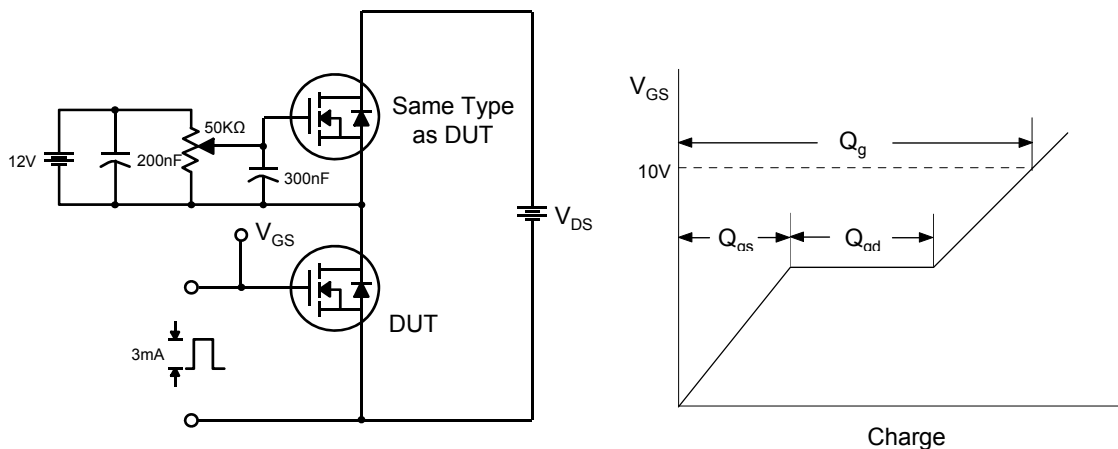 Same Type
as DUT
50KΩ
12V
200nF
300nF
V_GS
V_DS
DUT
3mA
V_GS
Q_g
10V
Q_gs
Q_gd
Charge